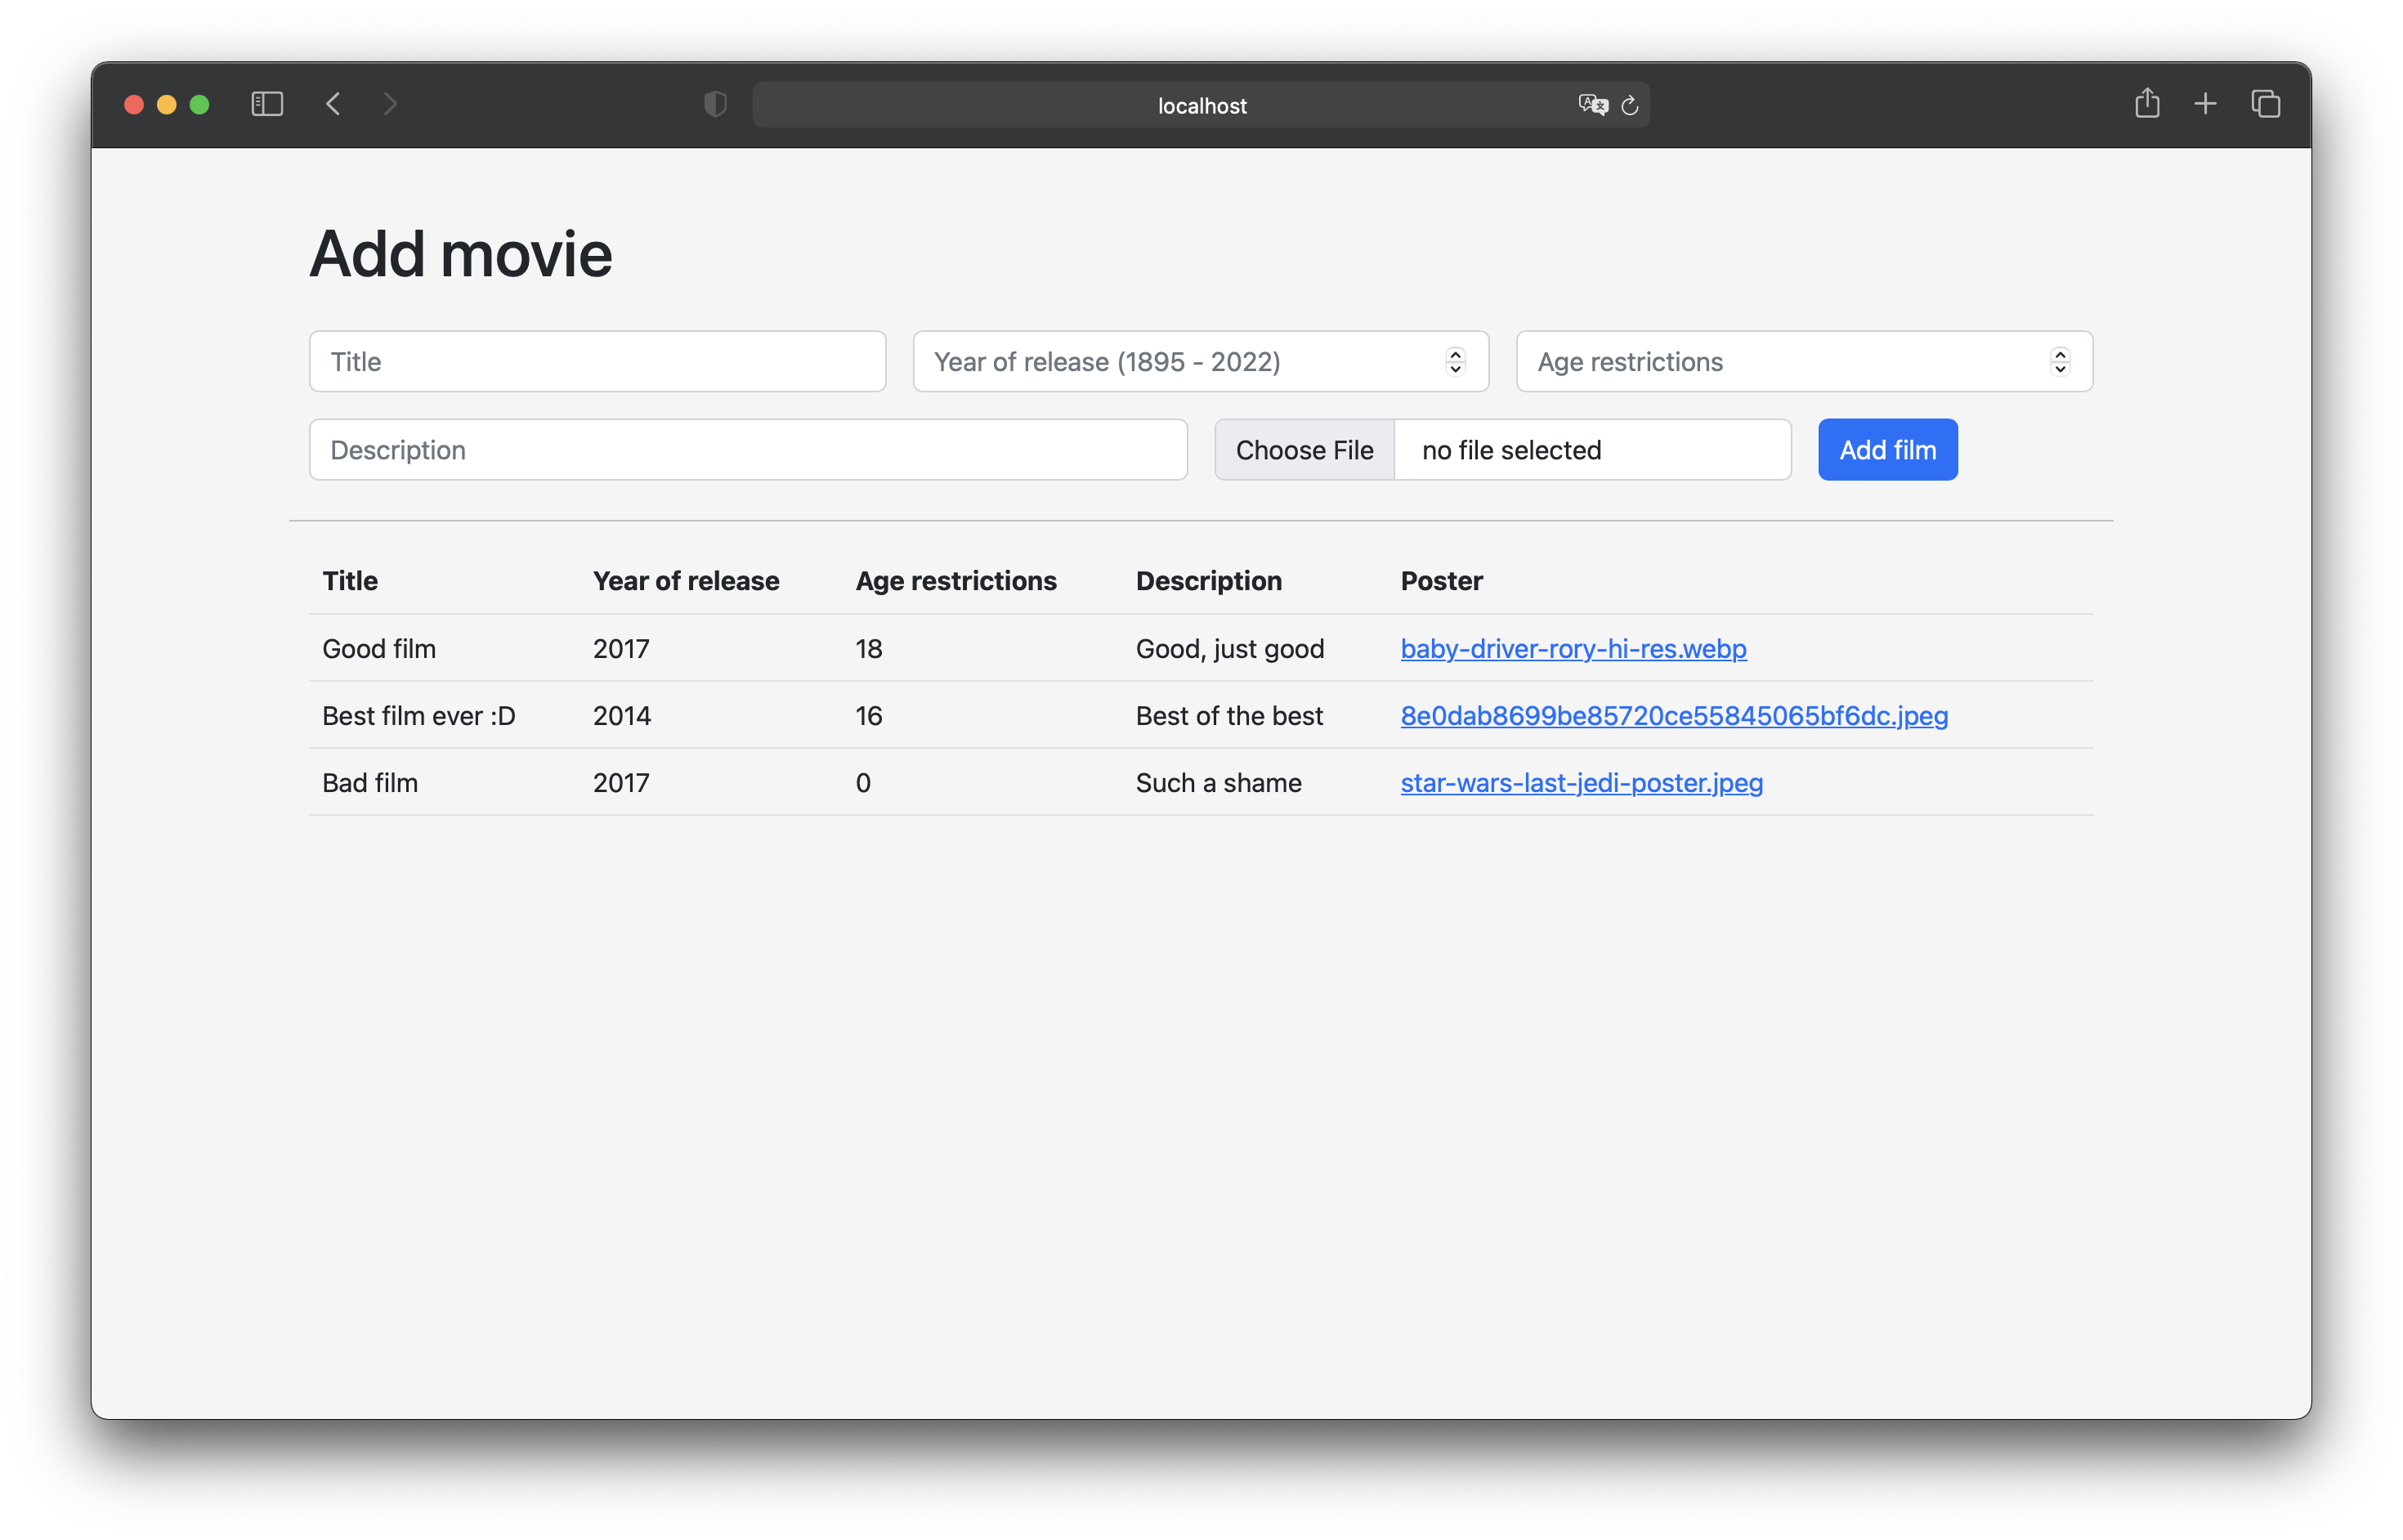 localhost
Add movie
Title Year of release (1895 - 2022) Age restrictions
Description Choose File no file selected Add film
Title Year of release Age restrictions Description Poster
Good film 2017 18 Good, just good baby-driver-rory-hi-res.webp
Best film ever :D 2014 16 Best of the best 8e0dab8699be85720ce55845065bf6dc.jpeg
Bad film 2017 0 Such a shame star-wars-last-jedi-poster.jpeg